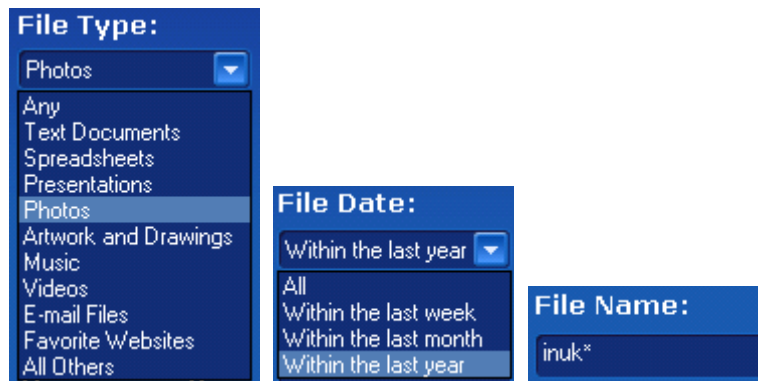 File Type:
Photos
Any
Text Documents
Spreadsheets
Presentations
Photos
Artwork and Drawings
Music
Videos
E-mail Files
Favorite Websites
All Others
File Date:
Within the last year
All
Within the last week
Within the last month
Within the last year
File Name:
inuk*